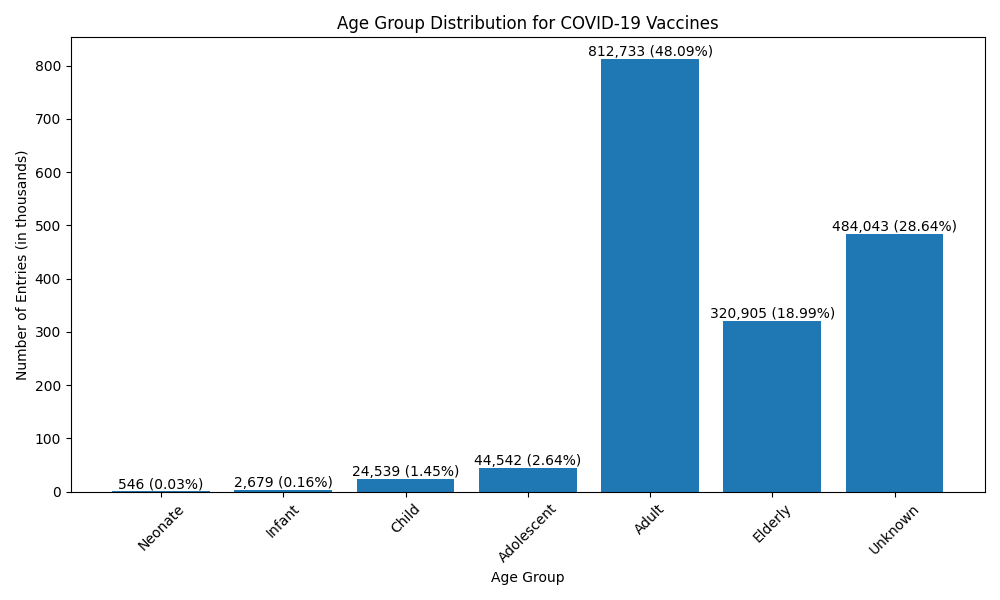 Age Group Distribution for COVID-19 Vaccines
Number of Entries (in thousands)
800
700
600
500
400
300
200
100
0
546 (0.03%)
2,679 (0.16%)
24,539 (1.45%)
44,542 (2.64%)
812,733 (48.09%)
320,905 (18.99%)
484,043 (28.64%)
Neonate
Infant
Child
Adolescent
Adult
Elderly
Unknown
Age Group